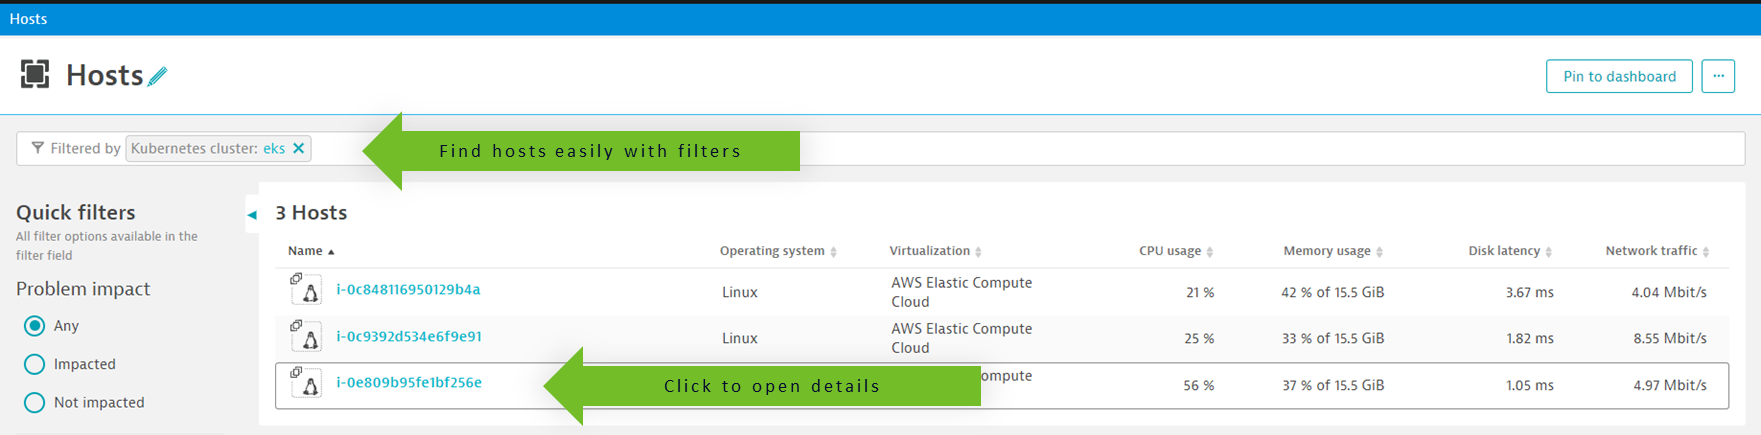 Hosts
Hosts
Pin to dashboard ...
Filtered by Kubernetes cluster: eks ✕
Find hosts easily with filters
Quick filters
All filter options available in the
filter field
Problem impact
Any
Impacted
Not impacted
3 Hosts
Name Operating system Virtualization CPU usage Memory usage Disk latency Network traffic
i-0c848116950129b4a Linux AWS Elastic Compute Cloud 21 % 42 % of 15.5 GiB 3.67 ms 4.04 Mbit/s
i-0c9392d534e6f9e91 Linux AWS Elastic Compute Cloud 25 % 33 % of 15.5 GiB 1.82 ms 8.55 Mbit/s
i-0e809b95fe1bf256e Click to open details 56 % 37 % of 15.5 GiB 1.05 ms 4.97 Mbit/s